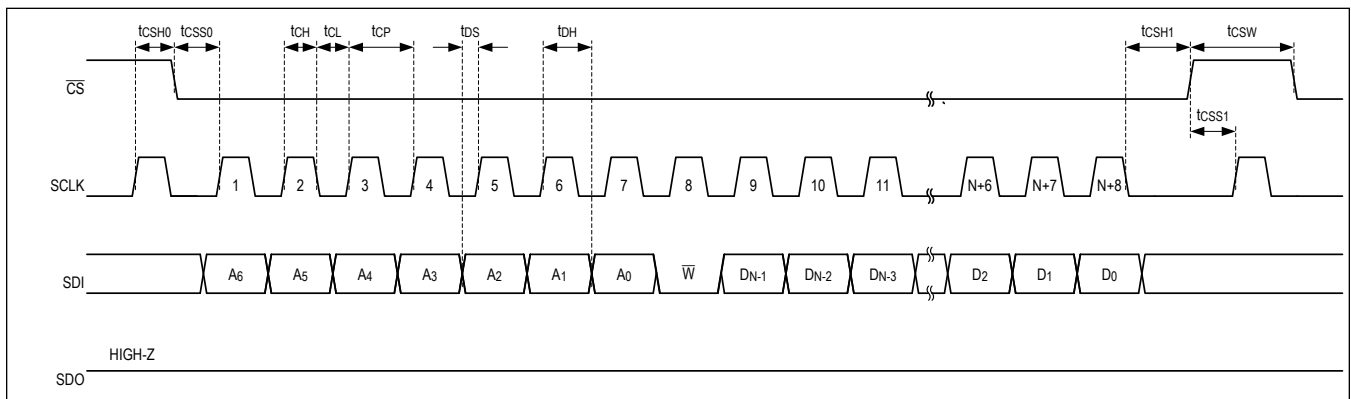 tCSH0 tCSS0 tCH tCL tCP tDS tDH tCSH1 tCSW
C̅S̅
tCSS1
SCLK 1 2 3 4 5 6 7 8 9 10 11 N+6 N+7 N+8
SDI A6 A5 A4 A3 A2 A1 A0 W̅ DN-1 DN-2 DN-3 D2 D1 D0
HIGH-Z
SDO